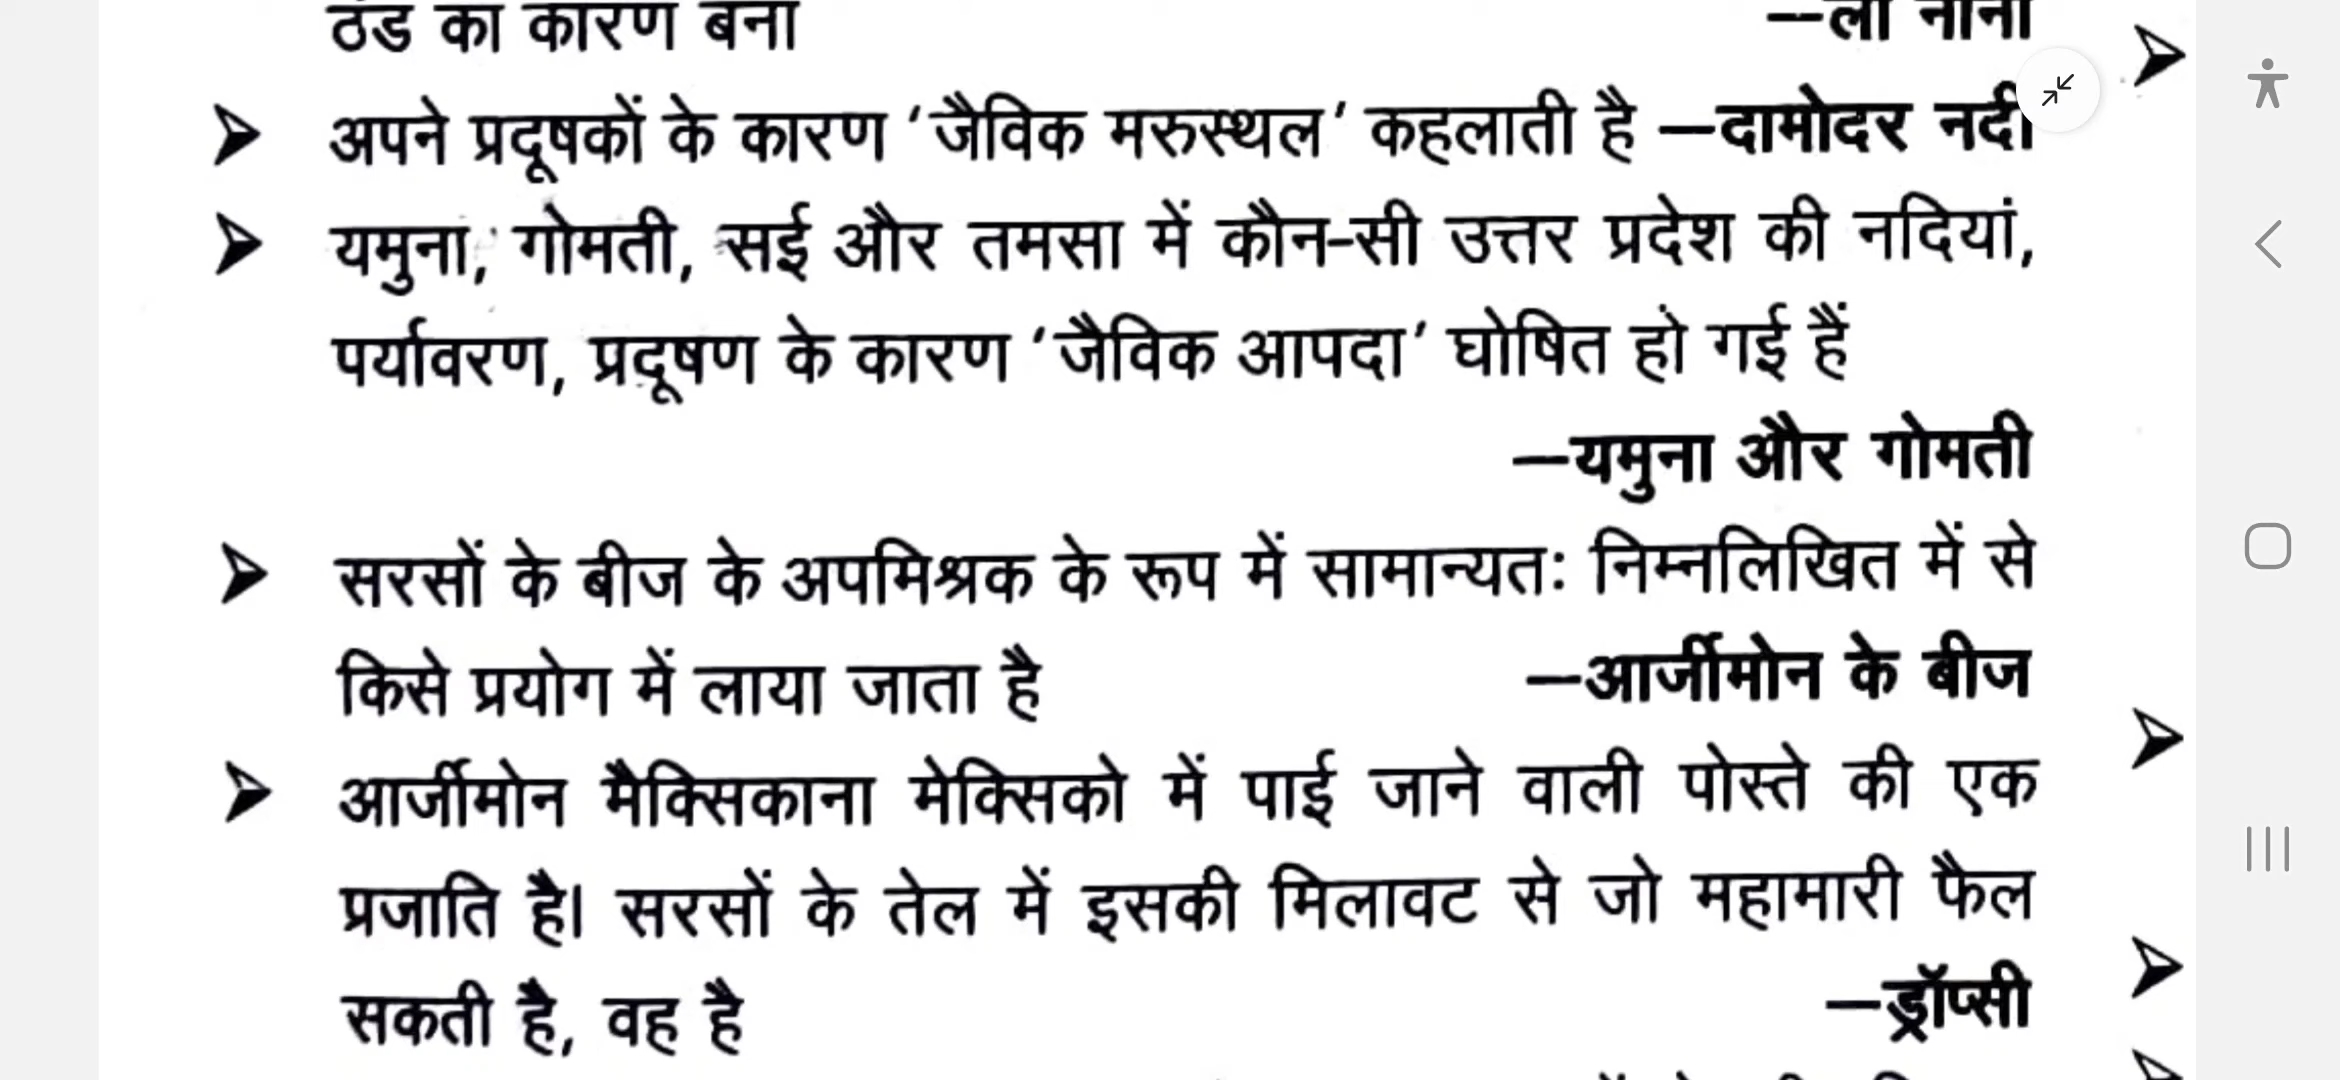 ठंड का कारण बना —ला नीना
अपने प्रदूषकों के कारण ‘जैविक मरुस्थल’ कहलाती है —दामोदर नदी
यमुना, गोमती, सई और तमसा में कौन-सी उत्तर प्रदेश की नदियां,
पर्यावरण, प्रदूषण के कारण ‘जैविक आपदा’ घोषित हो गई हैं
—यमुना और गोमती
सरसों के बीज के अपमिश्रक के रूप में सामान्यतः निम्नलिखित में से
किसे प्रयोग में लाया जाता है —आर्जीमोन के बीज
आर्जीमोन मैक्सिकाना मेक्सिको में पाई जाने वाली पोस्ते की एक
प्रजाति है। सरसों के तेल में इसकी मिलावट से जो महामारी फैल
सकती है, वह है —ड्रॉप्सी